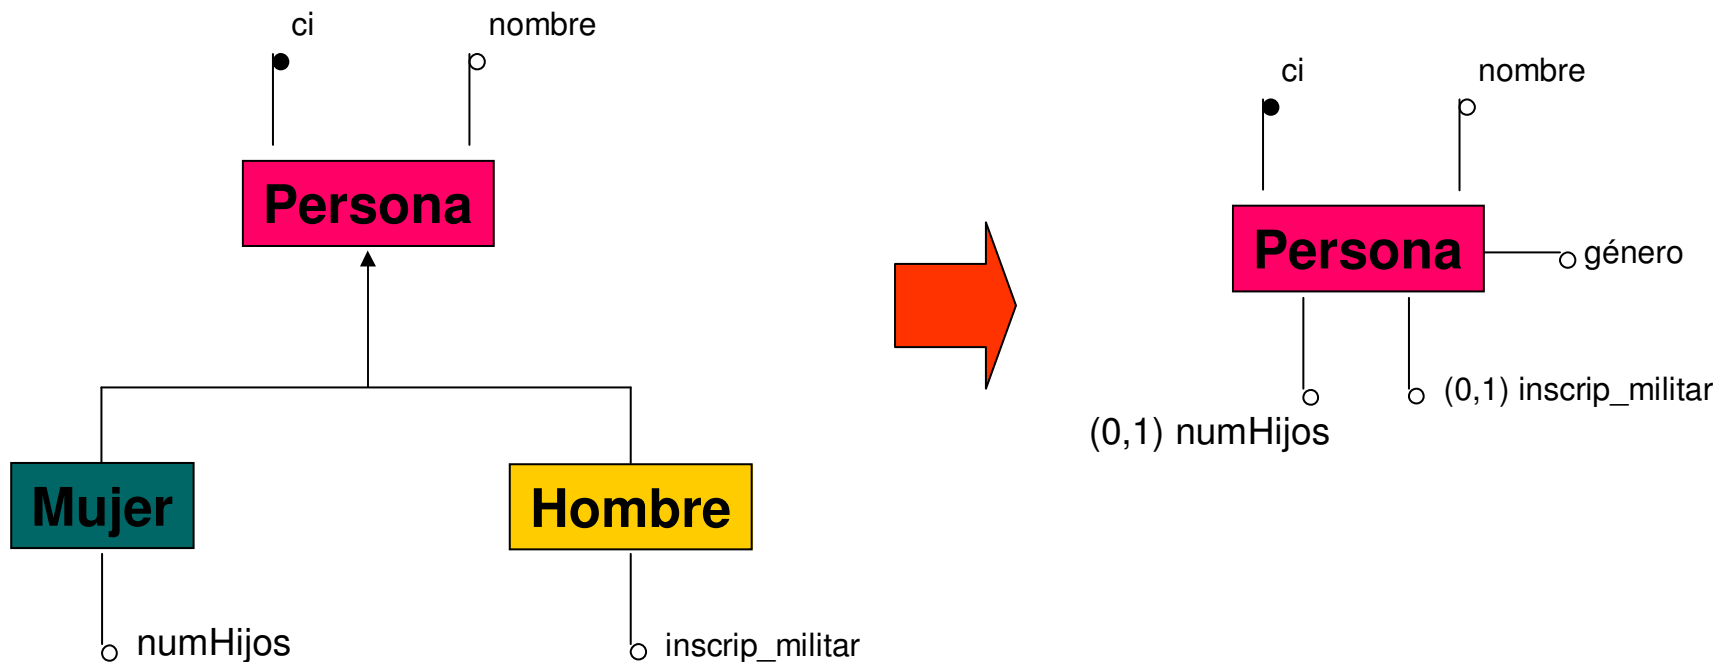 ci
nombre
Persona
Mujer
Hombre
numHijos
inscrip_militar
ci
nombre
Persona
género
(0,1) inscrip_militar
(0,1) numHijos